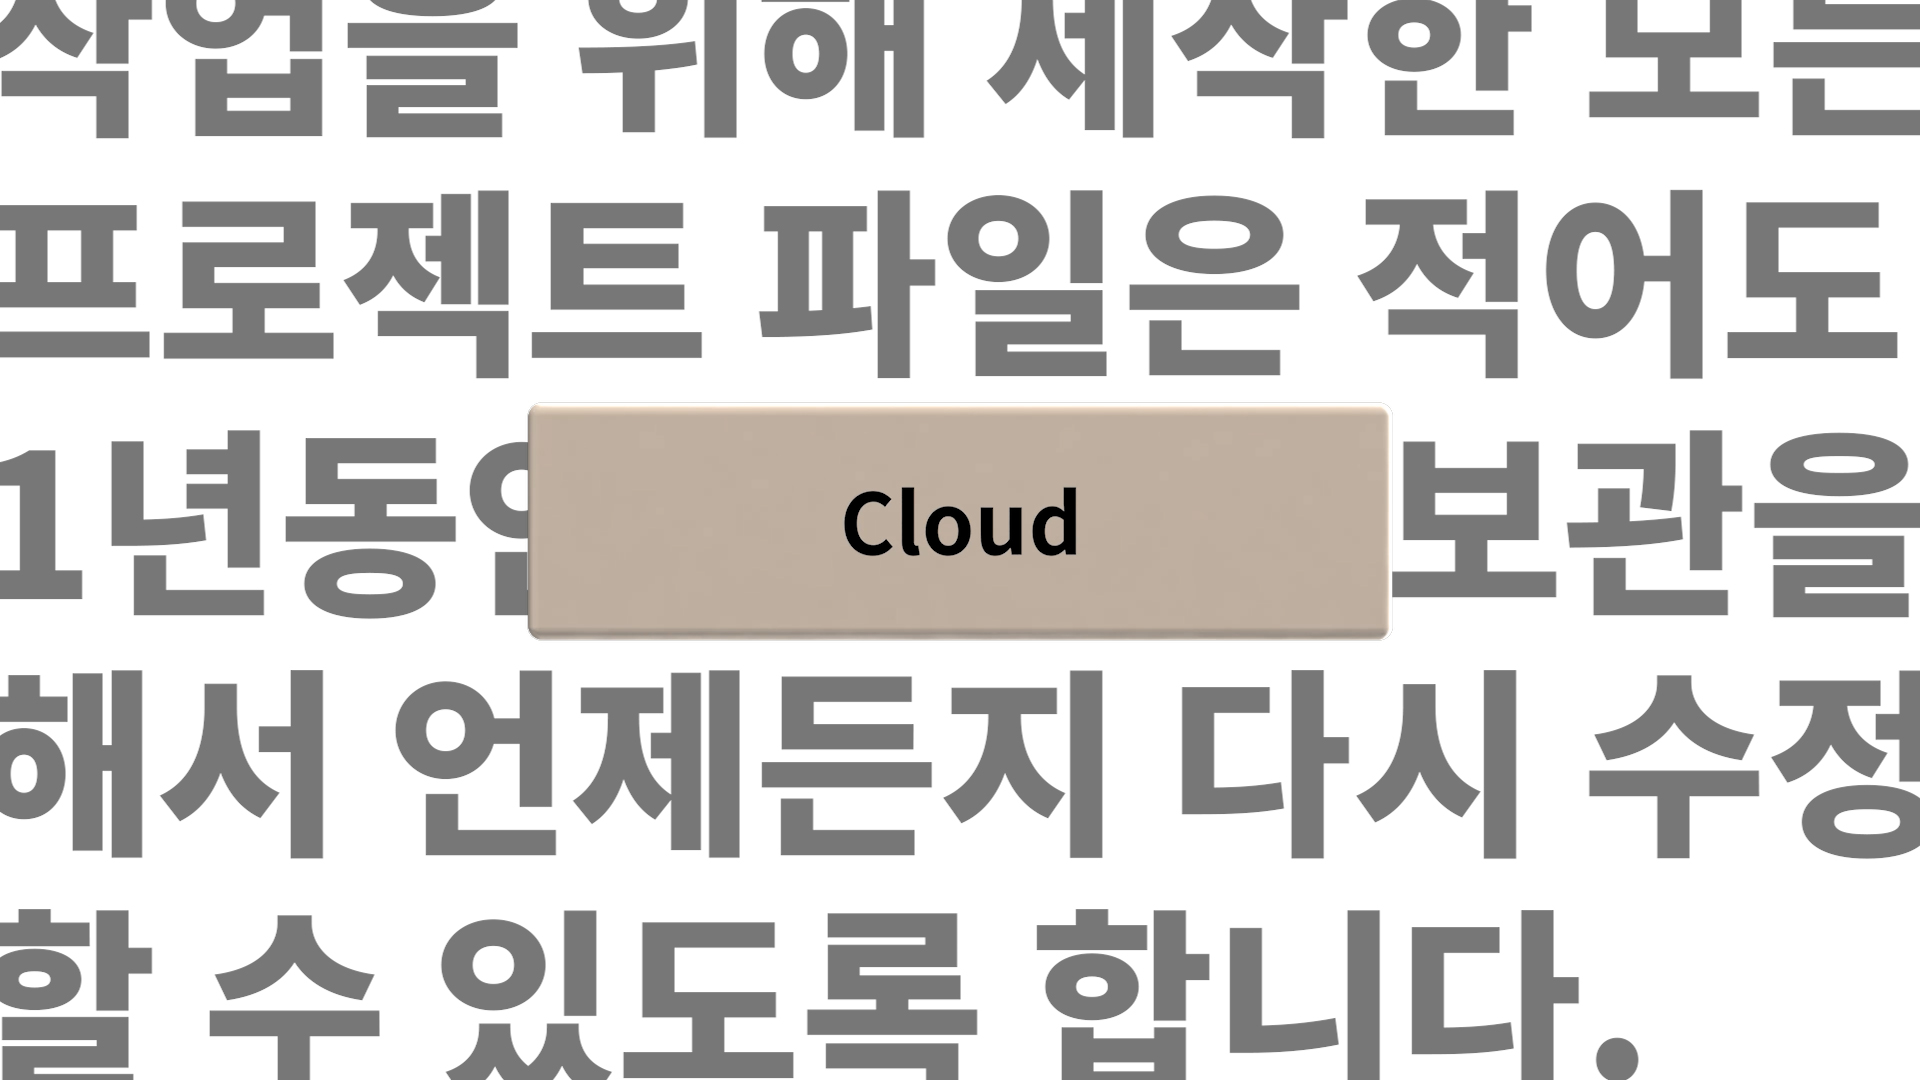 작업을 위해 제작한 모든
프로젝트 파일은 적어도
1년동안 Cloud 보관을
해서 언제든지 다시 수정
할 수 있도록 합니다.